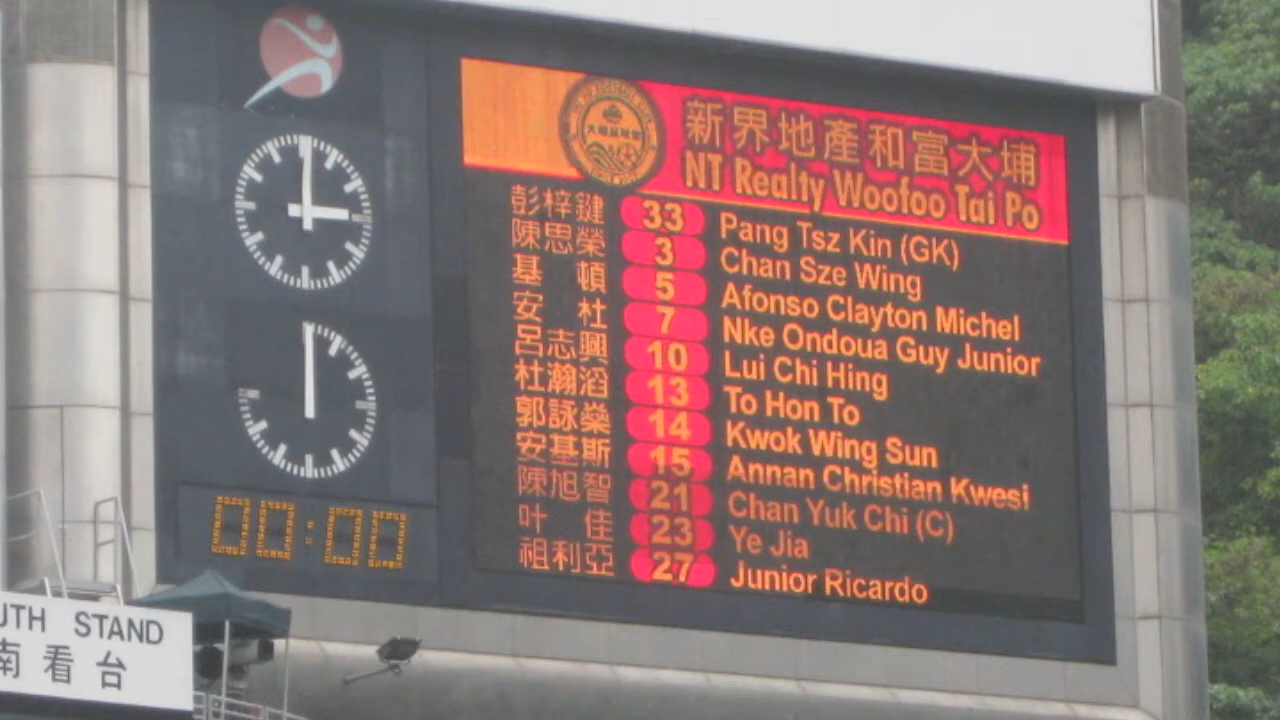 新界地產和富大埔
NT Realty Woofoo Tai Po
彭梓鍵 33 Pang Tsz Kin (GK)
陳思榮 3 Chan Sze Wing
基頓 5 Afonso Clayton Michel
安杜 7 Nke Ondoua Guy Junior
呂志興 10 Lui Chi Hing
杜瀚滔 13 To Hon To
郭詠燊 14 Kwok Wing Sun
安基斯 15 Annan Christian Kwesi
陳旭智 21 Chan Yuk Chi (C)
叶佳 23 Ye Jia
祖利亞 27 Junior Ricardo
00:00
UTH STAND
南看台